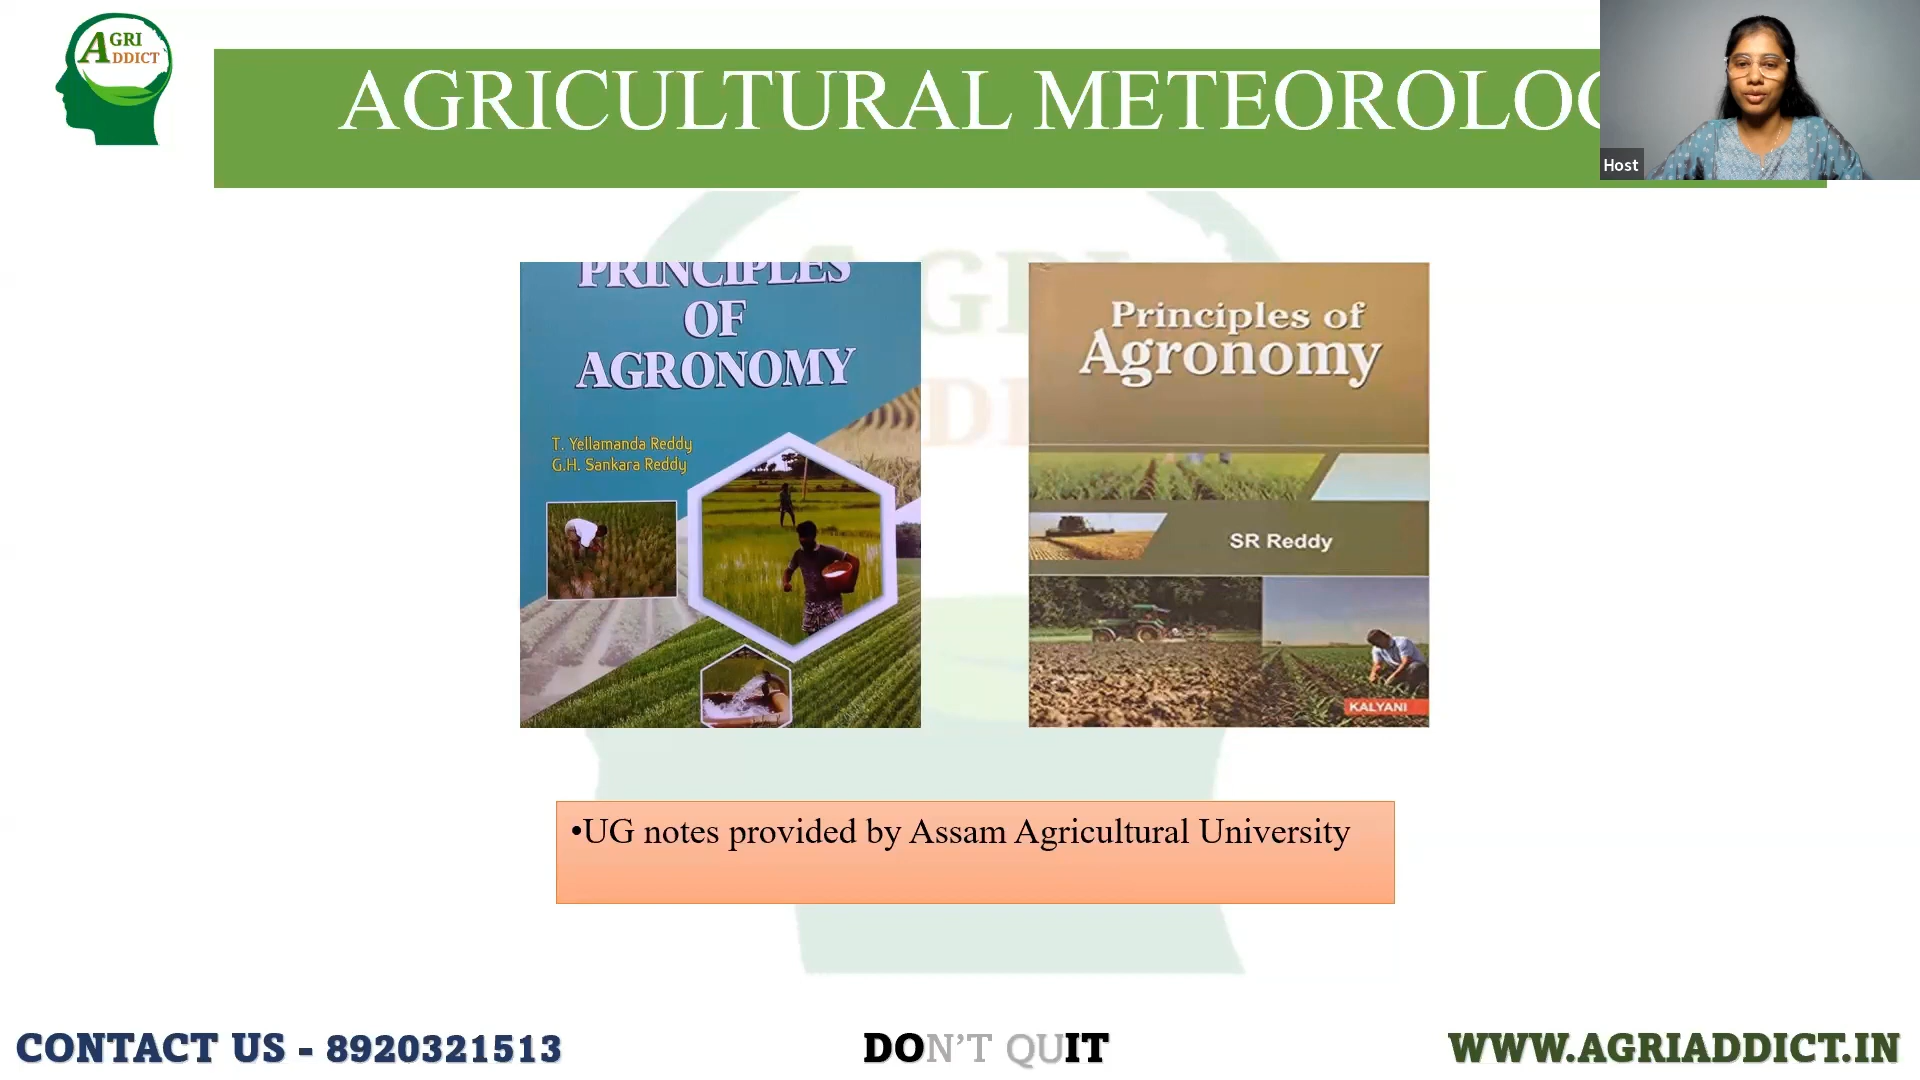 AGRI
ADDICT
AGRICULTURAL METEOROLOG
Host
PRINCIPLES
OF
AGRONOMY
T. Yellamanda Reddy
G.H. Sankara Reddy
Principles of
Agronomy
SR Reddy
KALYANI
•UG notes provided by Assam Agricultural University
CONTACT US - 8920321513
DON'T QUIT
WWW.AGRIADDICT.IN